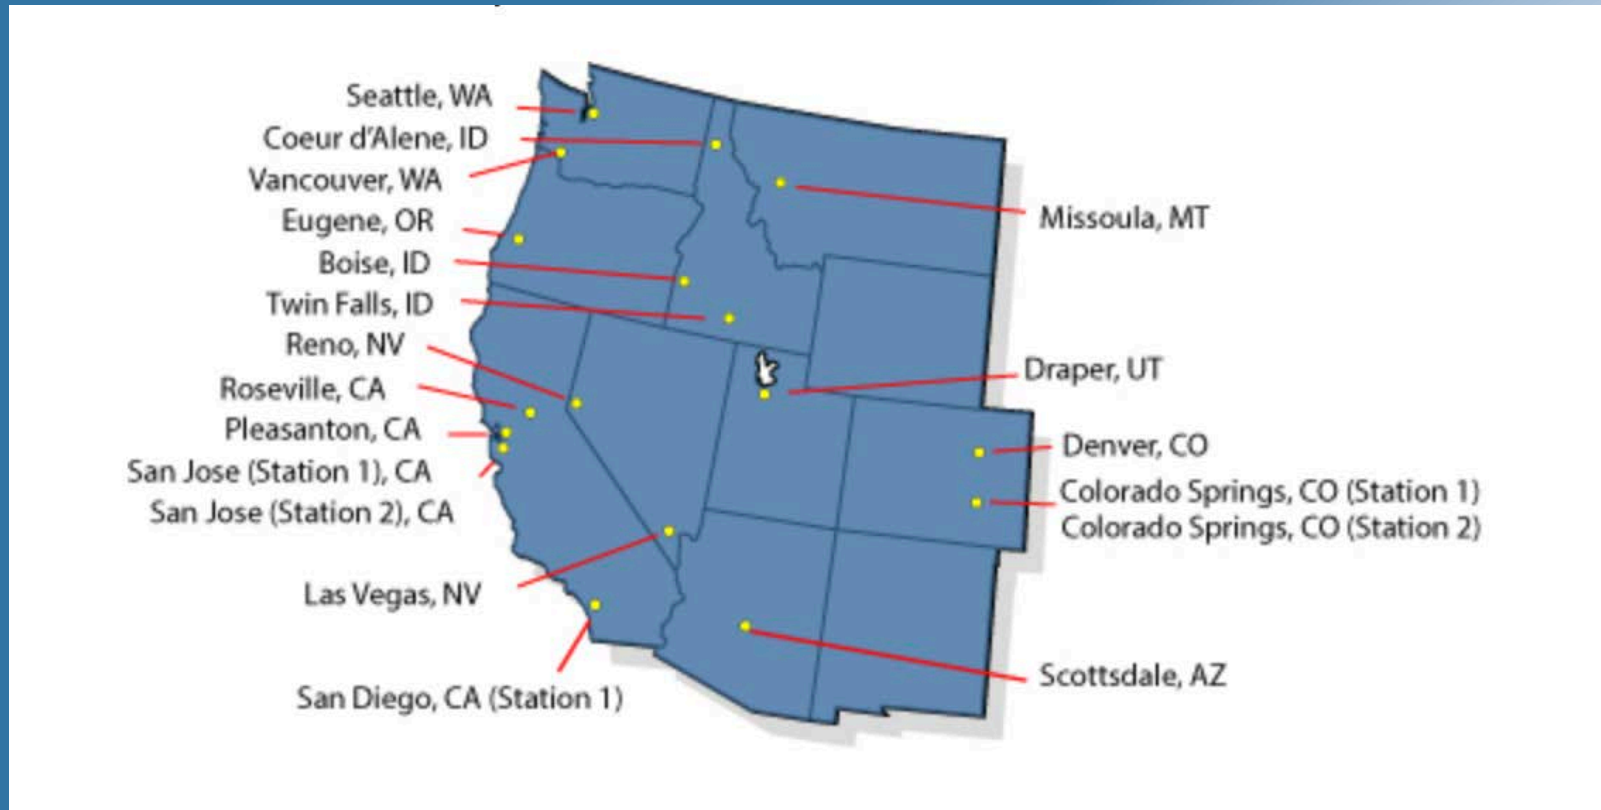 Seattle, WA
Coeur d'Alene, ID
Vancouver, WA
Eugene, OR
Boise, ID
Twin Falls, ID
Reno, NV
Roseville, CA
Pleasanton, CA
San Jose (Station 1), CA
San Jose (Station 2), CA
Las Vegas, NV
San Diego, CA (Station 1)
Missoula, MT
Draper, UT
Denver, CO
Colorado Springs, CO (Station 1)
Colorado Springs, CO (Station 2)
Scottsdale, AZ